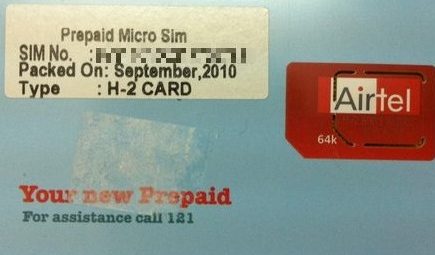 Prepaid Micro Sim
SIM No. :
Packed On: September,2010
Type : H-2 CARD
Airtel
64k
Your new Prepaid
For assistance call 121